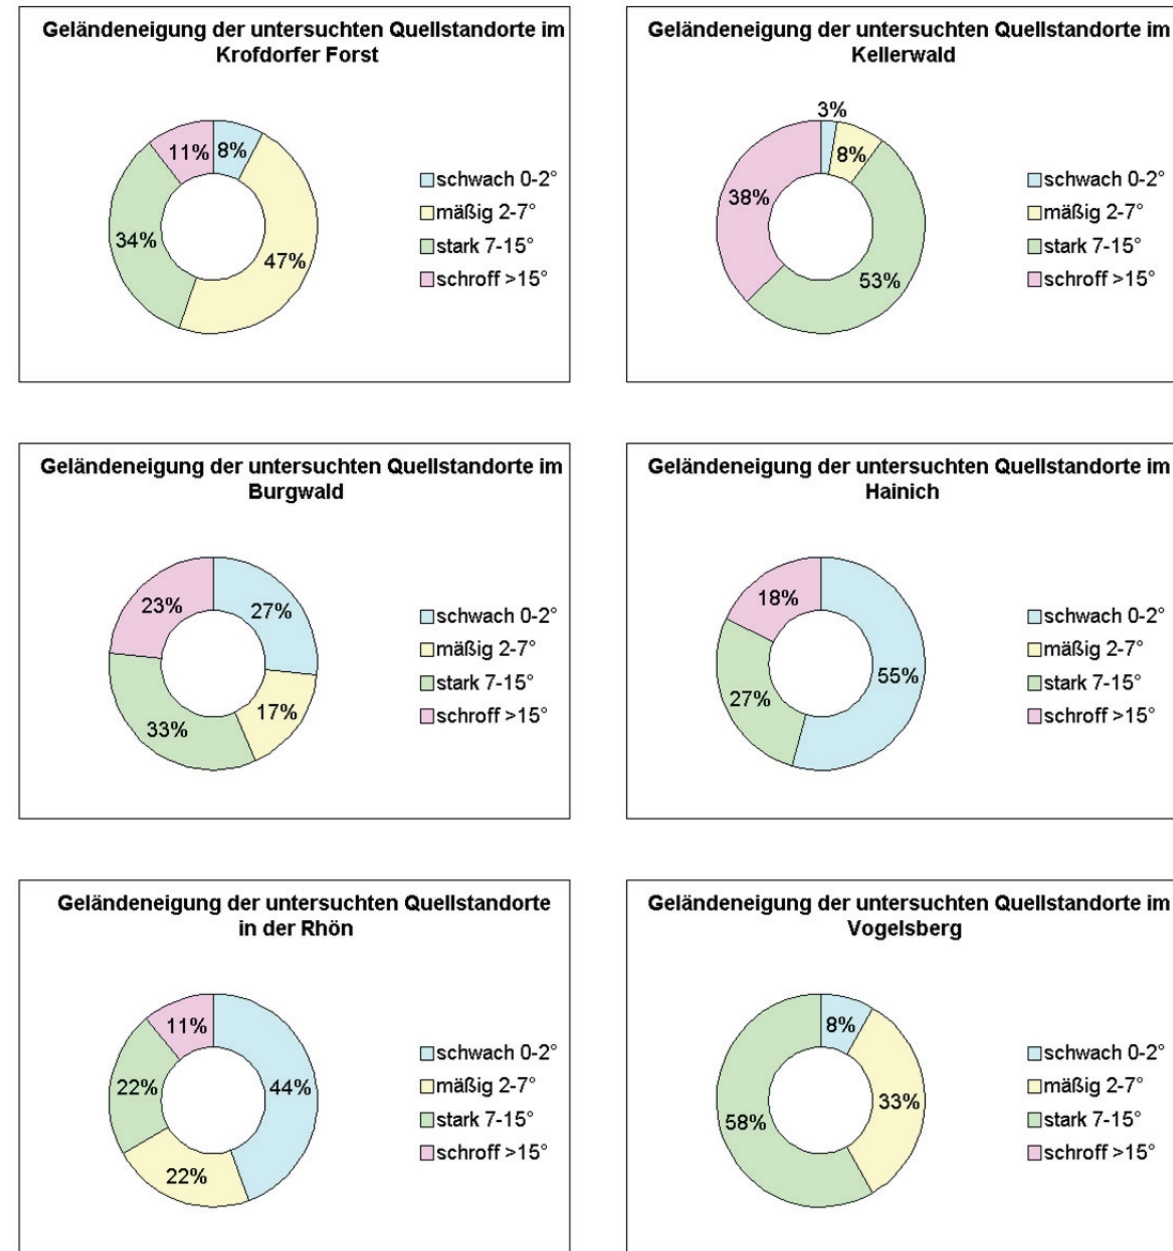 Geländeneigung der untersuchten Quellstandorte im
Krofdorfer Forst
8%
47%
34%
11%
schwach 0-2°
mäßig 2-7°
stark 7-15°
schroff >15°
Geländeneigung der untersuchten Quellstandorte im
Kellerwald
3%
8%
53%
38%
schwach 0-2°
mäßig 2-7°
stark 7-15°
schroff >15°
Geländeneigung der untersuchten Quellstandorte im
Burgwald
27%
17%
33%
23%
schwach 0-2°
mäßig 2-7°
stark 7-15°
schroff >15°
Geländeneigung der untersuchten Quellstandorte im
Hainich
55%
27%
18%
schwach 0-2°
mäßig 2-7°
stark 7-15°
schroff >15°
Geländeneigung der untersuchten Quellstandorte
in der Rhön
44%
22%
22%
11%
schwach 0-2°
mäßig 2-7°
stark 7-15°
schroff >15°
Geländeneigung der untersuchten Quellstandorte im
Vogelsberg
8%
33%
58%
schwach 0-2°
mäßig 2-7°
stark 7-15°
schroff >15°